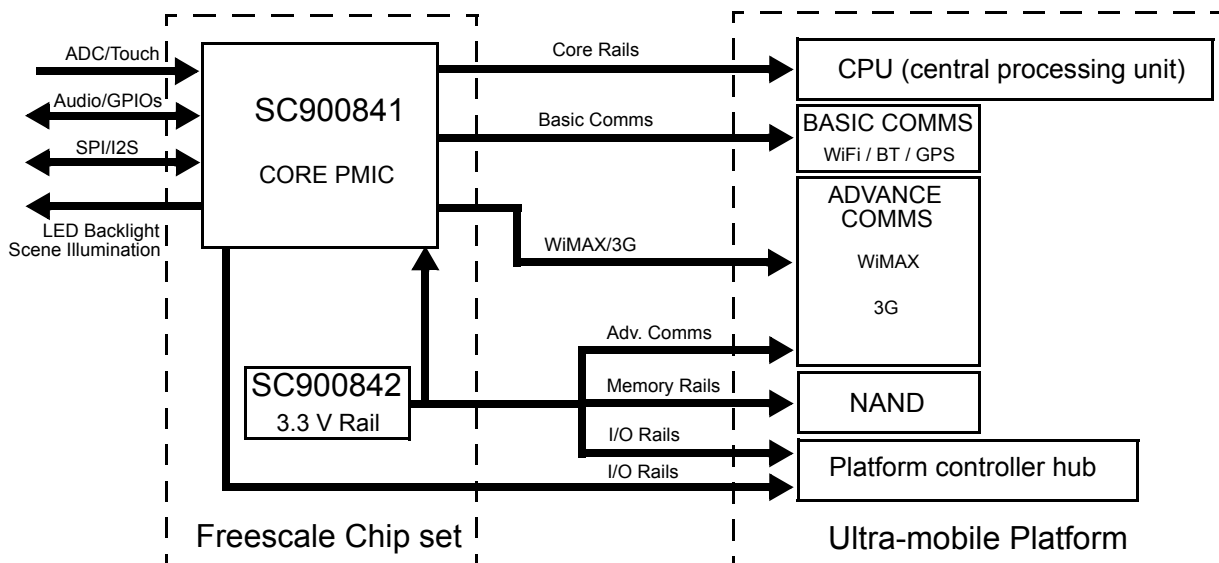 ADC/Touch
Audio/GPIOs
SPI/I2S
LED Backlight
Scene Illumination
SC900841
CORE PMIC
SC900842
3.3 V Rail
Freescale Chip set
Core Rails
Basic Comms
WiMAX/3G
Adv. Comms
Memory Rails
I/O Rails
I/O Rails
CPU (central processing unit)
BASIC COMMS
WiFi / BT / GPS
ADVANCE
COMMS
WiMAX
3G
NAND
Platform controller hub
Ultra-mobile Platform